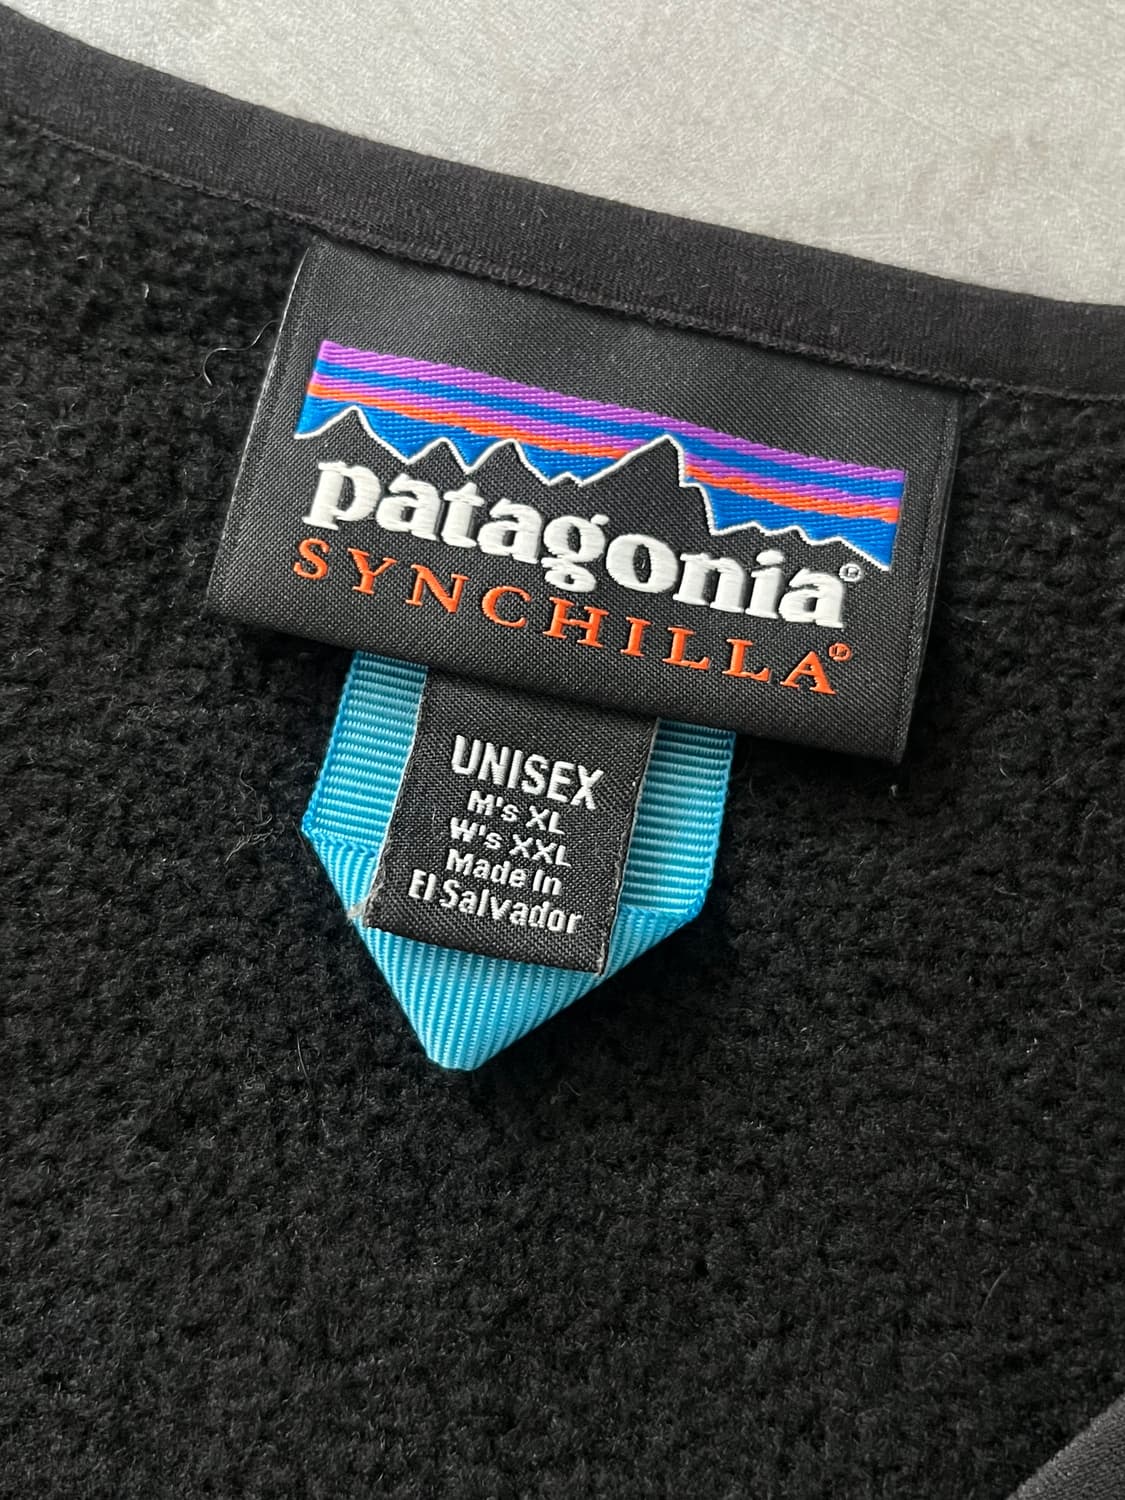 patagonia®
SYNCHILLA®
UNISEX
M's XL
W's XXL
Made In
El Salvador